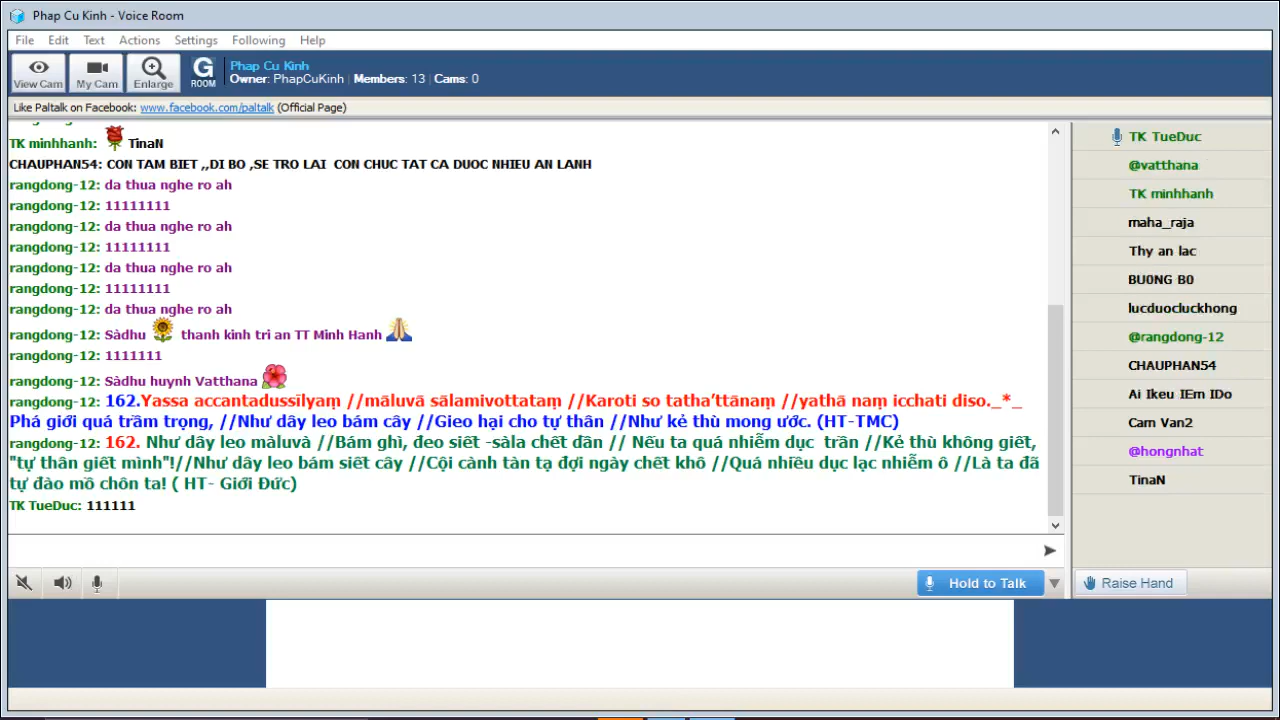 Phap Cu Kinh - Voice Room
File Edit Text Actions Settings Following Help
View Cam My Cam Enlarge G ROOM
Phap Cu Kinh
Owner: PhapCuKinh | Members: 13 | Cams: 0
Like Paltalk on Facebook: www.facebook.com/paltalk (Official Page)
TK minhhanh: TinaN
CHAUPHAN54: CON TAM BIET ,,DI BO ,SE TRO LAI CON CHUC TAT CA DUOC NHIEU AN LANH
rangdong-12: da thua nghe ro ah
rangdong-12: 11111111
rangdong-12: da thua nghe ro ah
rangdong-12: 11111111
rangdong-12: da thua nghe ro ah
rangdong-12: 11111111
rangdong-12: da thua nghe ro ah
rangdong-12: Sàdhu thanh kinh tri an TT Minh Hanh
rangdong-12: 1111111
rangdong-12: Sàdhu huynh Vatthana
rangdong-12: 162.Yassa accantadussīlyaṃ //māluvā sālamivottataṃ //Karoti so tatha’ttānaṃ //yathā naṃ icchati diso._*_
Phá giới quá trầm trọng, //Như dây leo bám cây //Gieo hại cho tự thân //Như kẻ thù mong ước. (HT-TMC)
rangdong-12: 162. Như dây leo màluvà //Bám ghì, đeo siết -sàla chết dần // Nếu ta quá nhiễm dục trần //Kẻ thù không giết,
"tự thân giết mình"!//Như dây leo bám siết cây //Cội cành tàn tạ đợi ngày chết khô //Quá nhiều dục lạc nhiễm ô //Là ta đã
tự đào mồ chôn ta! ( HT- Giới Đức)
TK TueDuc: 111111
Hold to Talk
TK TueDuc
@vatthana
TK minhhanh
maha_raja
Thy an lac
BU0NG B0
lucduocluckhong
@rangdong-12
CHAUPHAN54
Ai Ikeu IEm IDo
Cam Van2
@hongnhat
TinaN
Raise Hand